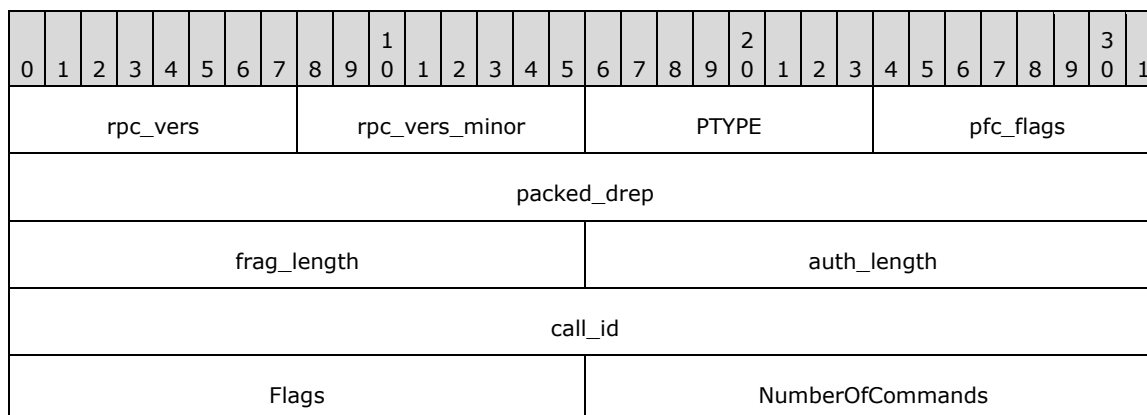 1 2 3
0 1 2 3 4 5 6 7 8 9 0 1 2 3 4 5 6 7 8 9 0 1 2 3 4 5 6 7 8 9 0 1
rpc_vers rpc_vers_minor PTYPE pfc_flags
packed_drep
frag_length auth_length
call_id
Flags NumberOfCommands